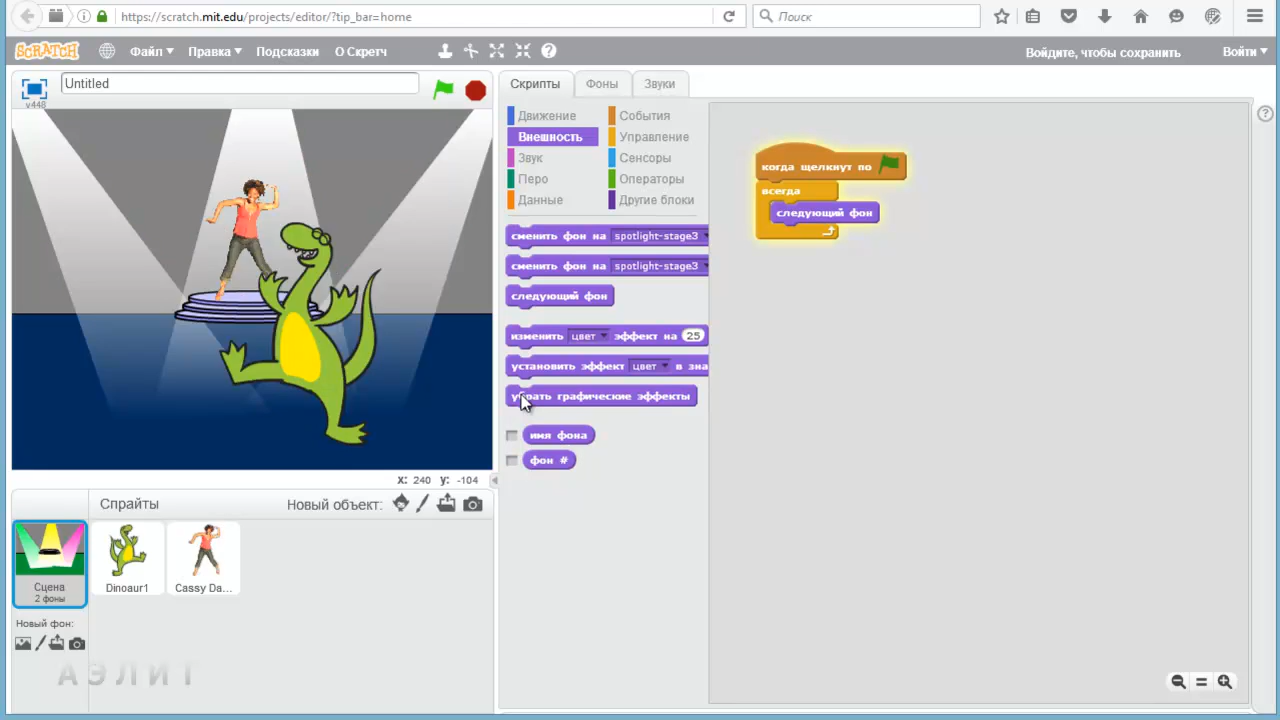 https://scratch.mit.edu/projects/editor/?tip_bar=home
Поиск
SCRATCH
Файл
Правка
Подсказки
О Скретч
Войдите, чтобы сохранить
Войти
Untitled
v448
Скрипты
Фоны
Звуки
Движение
События
Внешность
Управление
Звук
Сенсоры
Перо
Операторы
Данные
Другие блоки
сменить фон на spotlight-stage3
сменить фон на spotlight-stage3
следующий фон
изменить цвет эффект на 25
установить эффект цвет в зна
убрать графические эффекты
имя фона
фон #
когда щелкнут по
всегда
следующий фон
x: 240 y: -104
Спрайты
Новый объект:
Сцена
2 фоны
Dinoaur1
Cassy Da...
Новый фон:
АЭЛИТ